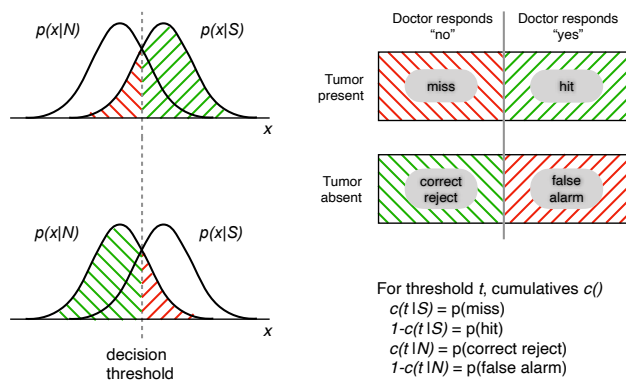 p(x|N)
p(x|S)
x
p(x|N)
p(x|S)
x
decision
threshold
Doctor responds
"no"
Doctor responds
"yes"
Tumor
present
miss
hit
Tumor
absent
correct
reject
false
alarm
For threshold t, cumulatives c()
c(t|S) = p(miss)
1-c(t|S) = p(hit)
c(t|N) = p(correct reject)
1-c(t|N) = p(false alarm)